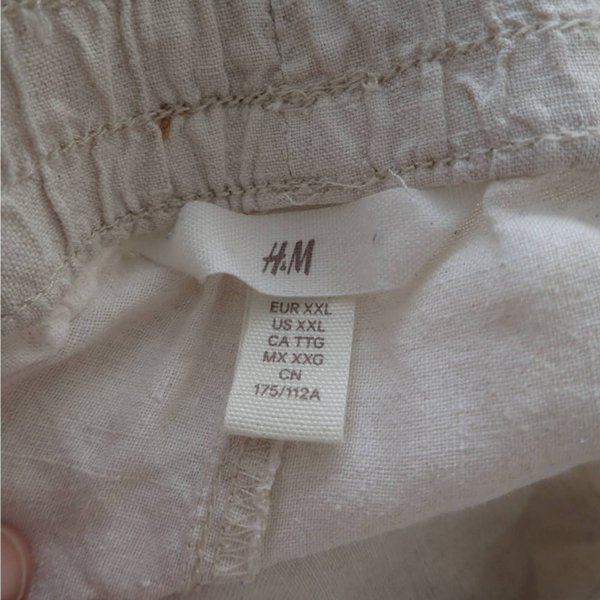 H&M
EUR XXL
US XXL
CA TTG
MX XXG
CN
175/112A